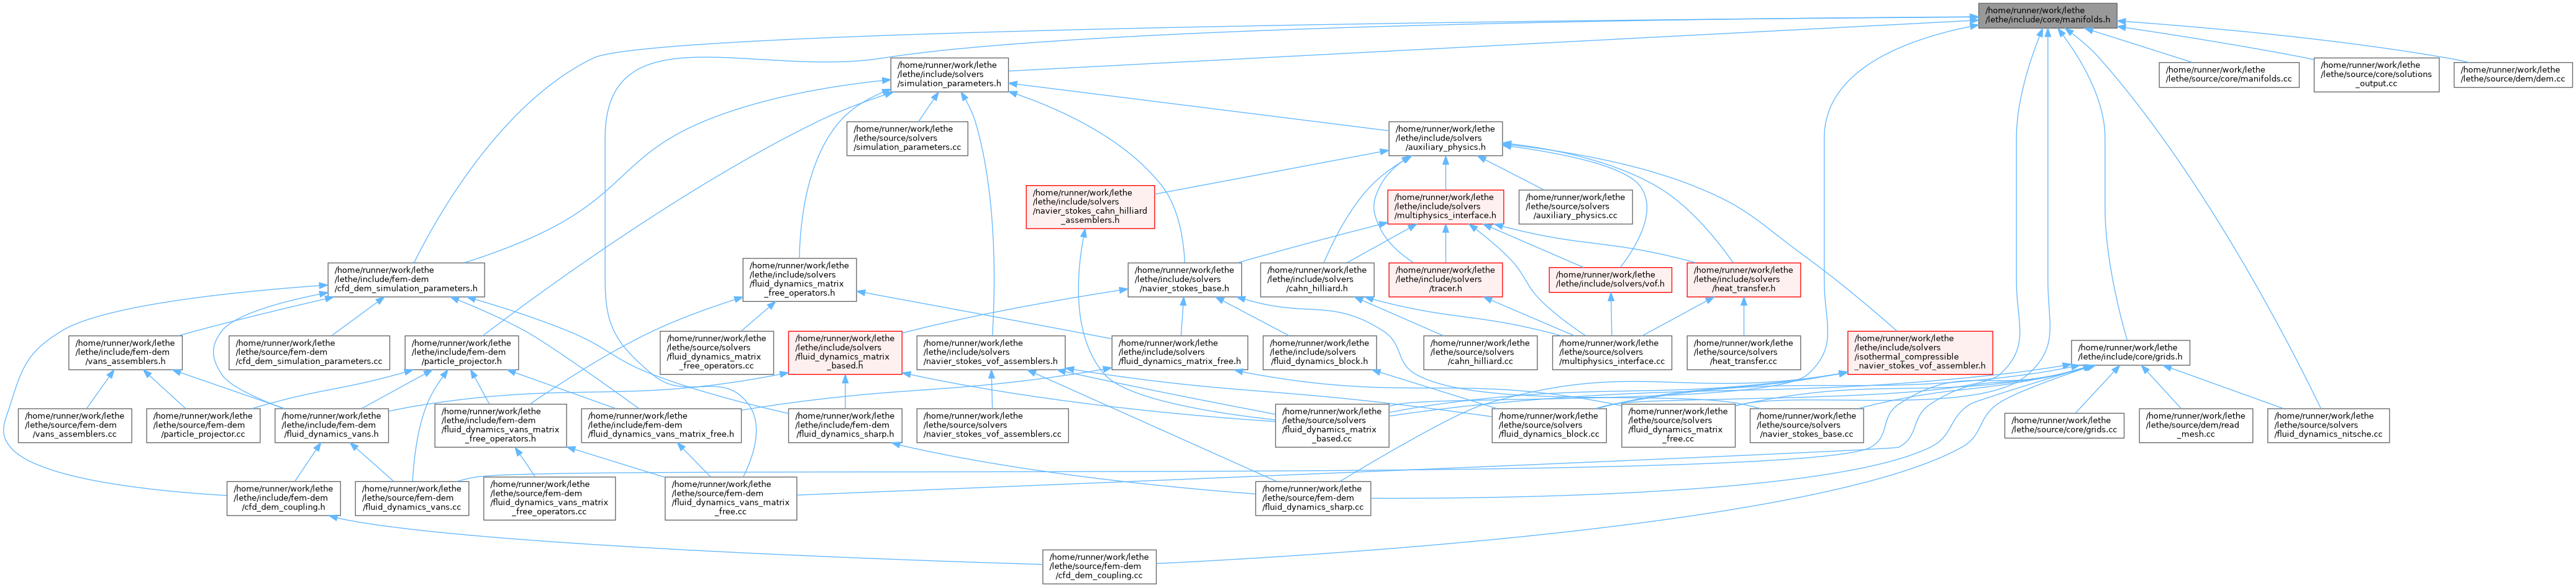 /home/runner/work/lethe
/lethe/include/core/manifolds.h
/home/runner/work/lethe
/lethe/include/solvers
/simulation_parameters.h
/home/runner/work/lethe
/lethe/source/core/manifolds.cc
/home/runner/work/lethe
/lethe/source/core/solutions
_output.cc
/home/runner/work/lethe
/lethe/source/dem/dem.cc
/home/runner/work/lethe
/lethe/source/solvers
/simulation_parameters.cc
/home/runner/work/lethe
/lethe/include/solvers
/auxiliary_physics.h
/home/runner/work/lethe
/lethe/include/solvers
/navier_stokes_cahn_hilliard
_assemblers.h
/home/runner/work/lethe
/lethe/include/solvers
/multiphysics_interface.h
/home/runner/work/lethe
/lethe/source/solvers
/auxiliary_physics.cc
/home/runner/work/lethe
/lethe/include/fem-dem
/cfd_dem_simulation_parameters.h
/home/runner/work/lethe
/lethe/include/solvers
/fluid_dynamics_matrix
_free_operators.h
/home/runner/work/lethe
/lethe/include/solvers
/navier_stokes_base.h
/home/runner/work/lethe
/lethe/include/solvers
/cahn_hilliard.h
/home/runner/work/lethe
/lethe/include/solvers
/tracer.h
/home/runner/work/lethe
/lethe/include/solvers/vof.h
/home/runner/work/lethe
/lethe/include/solvers
/heat_transfer.h
/home/runner/work/lethe
/lethe/include/fem-dem
/vans_assemblers.h
/home/runner/work/lethe
/lethe/source/fem-dem
/cfd_dem_simulation_parameters.cc
/home/runner/work/lethe
/lethe/include/fem-dem
/particle_projector.h
/home/runner/work/lethe
/lethe/source/solvers
/fluid_dynamics_matrix
_free_operators.cc
/home/runner/work/lethe
/lethe/include/solvers
/fluid_dynamics_matrix
_based.h
/home/runner/work/lethe
/lethe/include/solvers
/navier_stokes_vof_assemblers.h
/home/runner/work/lethe
/lethe/include/solvers
/fluid_dynamics_matrix_free.h
/home/runner/work/lethe
/lethe/include/solvers
/fluid_dynamics_block.h
/home/runner/work/lethe
/lethe/source/solvers
/cahn_hilliard.cc
/home/runner/work/lethe
/lethe/source/solvers
/multiphysics_interface.cc
/home/runner/work/lethe
/lethe/source/solvers
/heat_transfer.cc
/home/runner/work/lethe
/lethe/include/solvers
/isothermal_compressible
_navier_stokes_vof_assembler.h
/home/runner/work/lethe
/lethe/include/core/grids.h
/home/runner/work/lethe
/lethe/source/fem-dem
/vans_assemblers.cc
/home/runner/work/lethe
/lethe/source/fem-dem
/particle_projector.cc
/home/runner/work/lethe
/lethe/include/fem-dem
/fluid_dynamics_vans.h
/home/runner/work/lethe
/lethe/include/fem-dem
/fluid_dynamics_vans_matrix
_free_operators.h
/home/runner/work/lethe
/lethe/include/fem-dem
/fluid_dynamics_vans_matrix_free.h
/home/runner/work/lethe
/lethe/include/fem-dem
/fluid_dynamics_sharp.h
/home/runner/work/lethe
/lethe/source/solvers
/navier_stokes_vof_assemblers.cc
/home/runner/work/lethe
/lethe/source/solvers
/fluid_dynamics_matrix
_based.cc
/home/runner/work/lethe
/lethe/source/solvers
/fluid_dynamics_block.cc
/home/runner/work/lethe
/lethe/source/solvers
/fluid_dynamics_matrix
_free.cc
/home/runner/work/lethe
/lethe/source/solvers
/navier_stokes_base.cc
/home/runner/work/lethe
/lethe/source/core/grids.cc
/home/runner/work/lethe
/lethe/source/dem/read
_mesh.cc
/home/runner/work/lethe
/lethe/source/solvers
/fluid_dynamics_nitsche.cc
/home/runner/work/lethe
/lethe/include/fem-dem
/cfd_dem_coupling.h
/home/runner/work/lethe
/lethe/source/fem-dem
/fluid_dynamics_vans.cc
/home/runner/work/lethe
/lethe/source/fem-dem
/fluid_dynamics_vans_matrix
_free_operators.cc
/home/runner/work/lethe
/lethe/source/fem-dem
/fluid_dynamics_vans_matrix
_free.cc
/home/runner/work/lethe
/lethe/source/fem-dem
/fluid_dynamics_sharp.cc
/home/runner/work/lethe
/lethe/source/fem-dem
/cfd_dem_coupling.cc